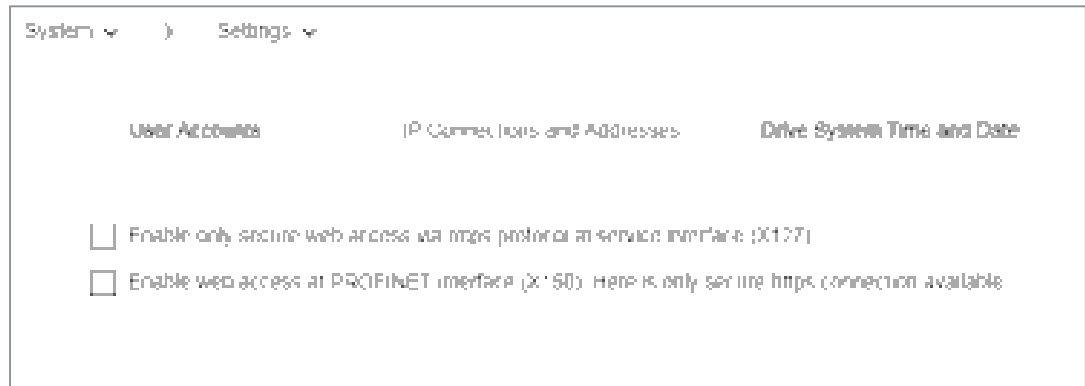 System Settings
User Accounts IP Connections and Addresses Drive System Time and Date
Enable only secure web access via https protocol at service interface (X127)
Enable web access at PROFINET interface (X150). Here is only secure https connection available